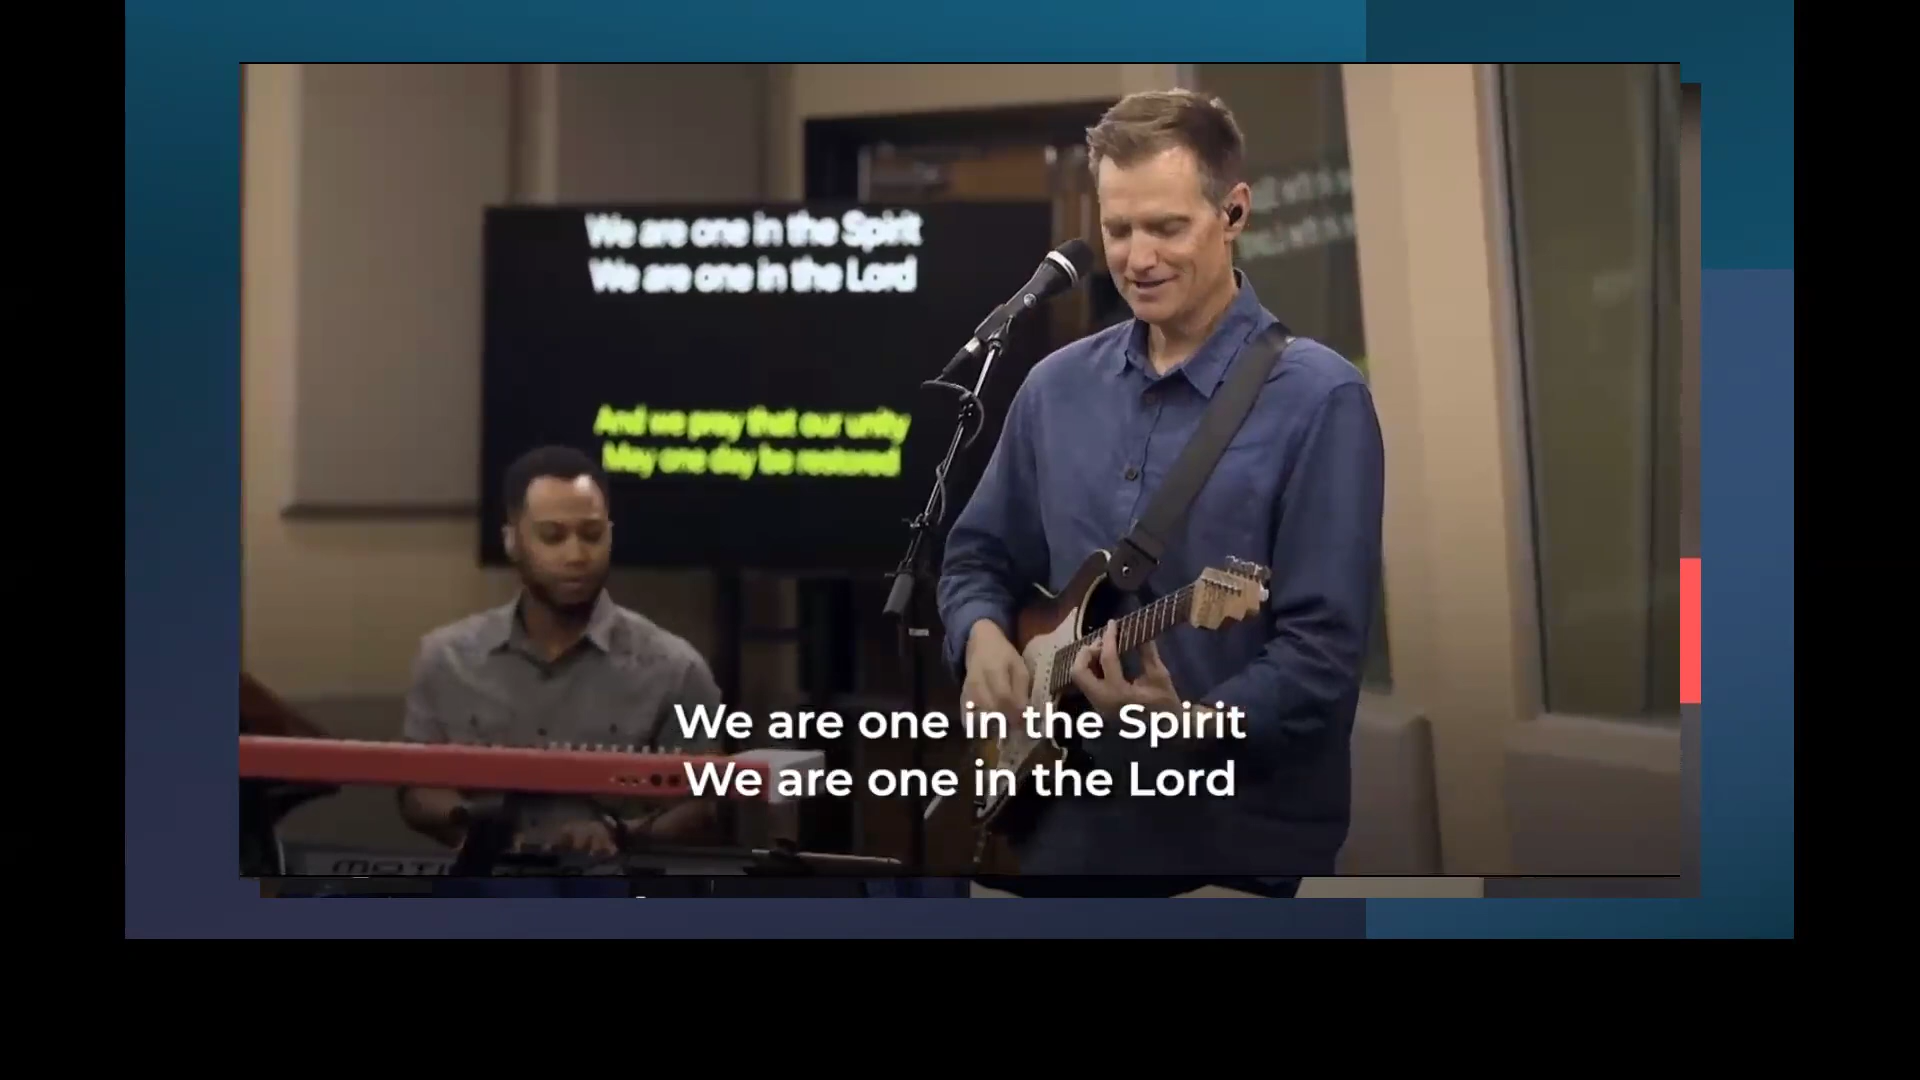 We are one in the Spirit
We are one in the Lord
And we pray that our unity
May one day be restored
We are one in the Spirit
We are one in the Lord